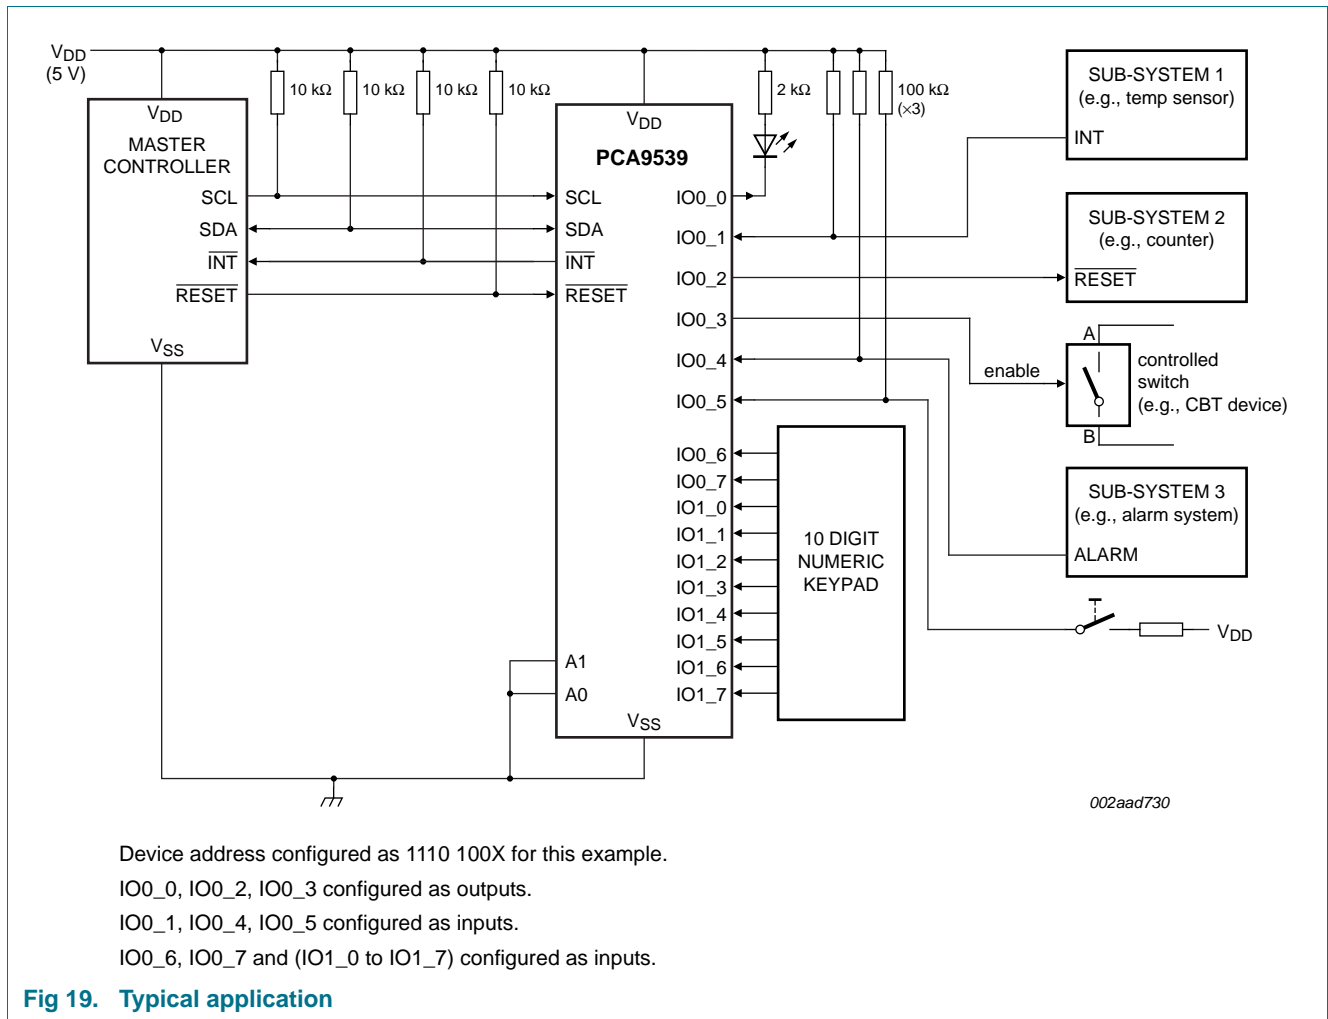 VDD
(5 V)
10 kΩ
10 kΩ
10 kΩ
10 kΩ
2 kΩ
100 kΩ
(×3)
VDD
MASTER
CONTROLLER
SCL
SDA
INT
RESET
VSS
VDD
PCA9539
SCL
SDA
INT
RESET
A1
A0
VSS
IO0_0
IO0_1
IO0_2
IO0_3
IO0_4
IO0_5
IO0_6
IO0_7
IO1_0
IO1_1
IO1_2
IO1_3
IO1_4
IO1_5
IO1_6
IO1_7
10 DIGIT
NUMERIC
KEYPAD
SUB-SYSTEM 1
(e.g., temp sensor)
INT
SUB-SYSTEM 2
(e.g., counter)
RESET
A
enable
controlled
switch
(e.g., CBT device)
B
SUB-SYSTEM 3
(e.g., alarm system)
ALARM
VDD
002aad730
Device address configured as 1110 100X for this example.
IO0_0, IO0_2, IO0_3 configured as outputs.
IO0_1, IO0_4, IO0_5 configured as inputs.
IO0_6, IO0_7 and (IO1_0 to IO1_7) configured as inputs.
Fig 19. Typical application